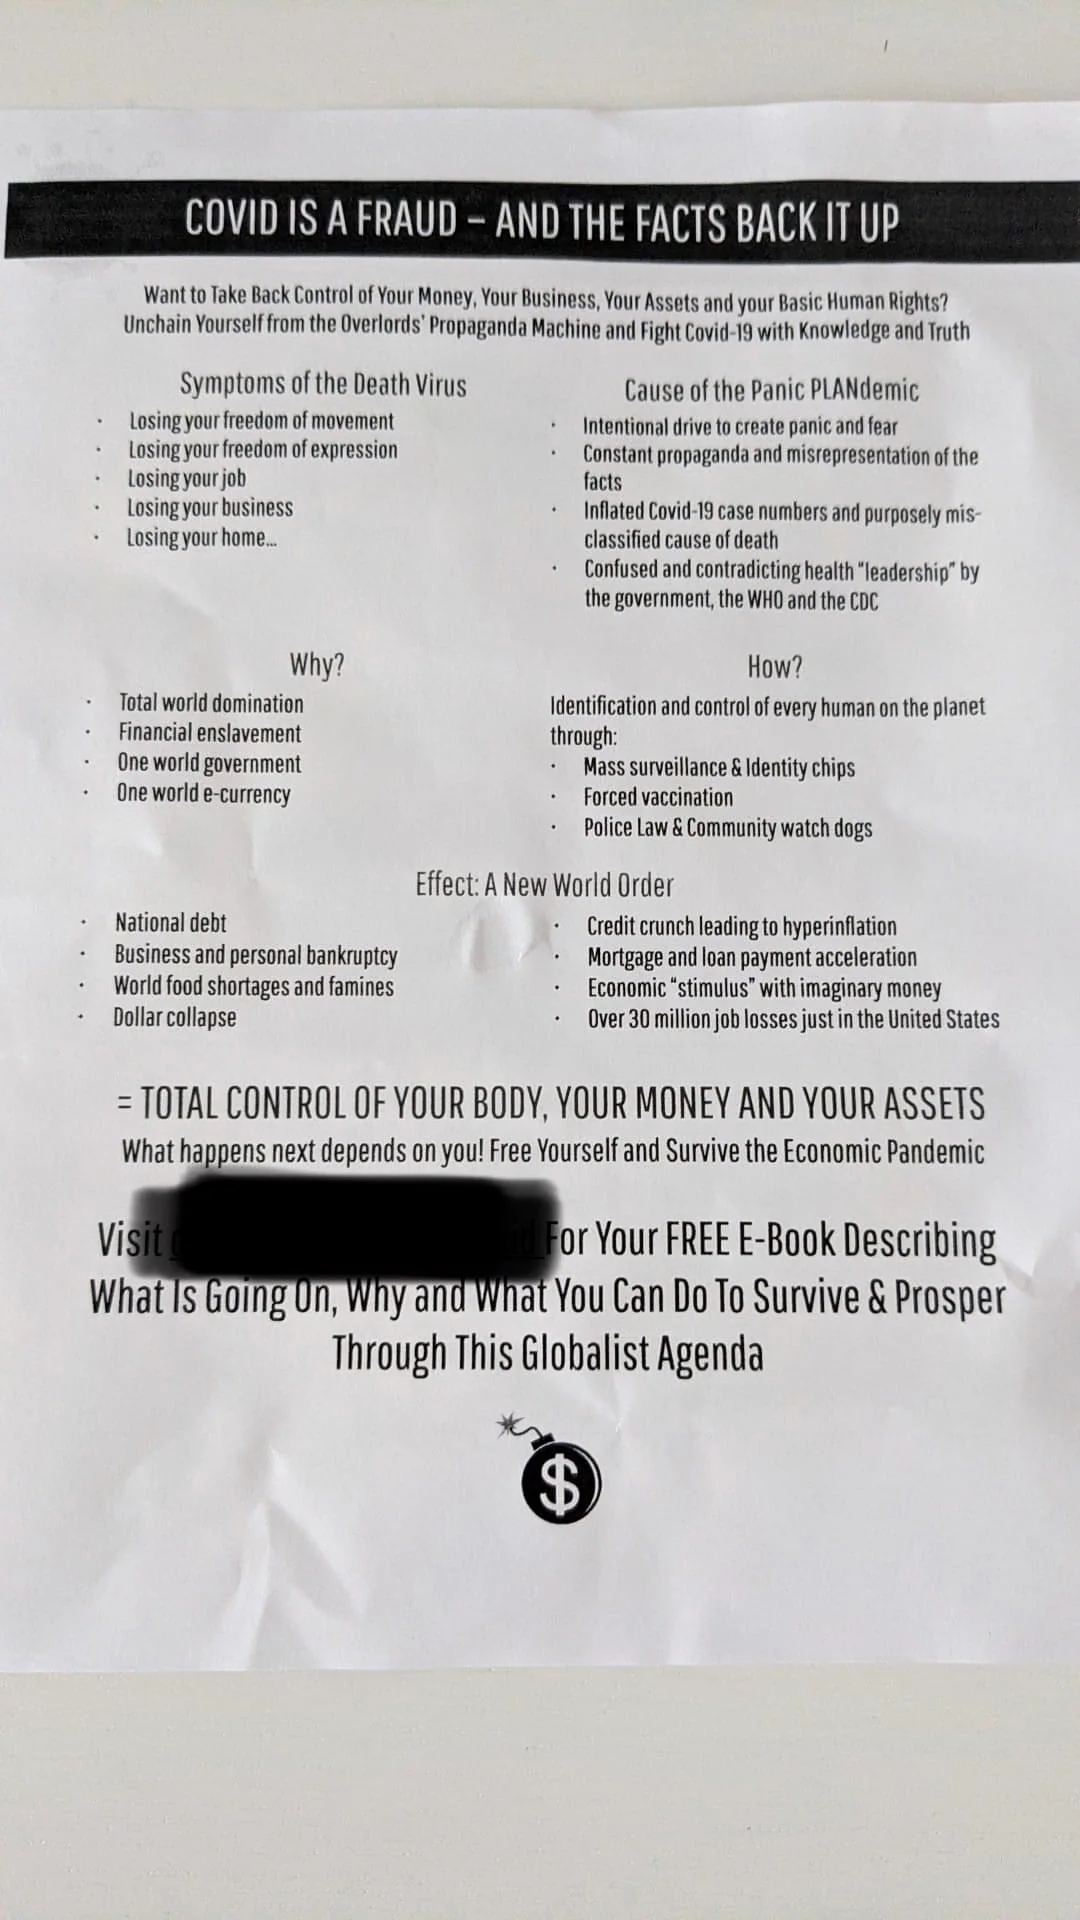 COVID IS A FRAUD – AND THE FACTS BACK IT UP
Want to Take Back Control of Your Money, Your Business, Your Assets and your Basic Human Rights?
Unchain Yourself from the Overlords' Propaganda Machine and Fight Covid-19 with Knowledge and Truth
Symptoms of the Death Virus
· Losing your freedom of movement
· Losing your freedom of expression
· Losing your job
· Losing your business
· Losing your home...
Cause of the Panic PLANdemic
· Intentional drive to create panic and fear
· Constant propaganda and misrepresentation of the
facts
· Inflated Covid-19 case numbers and purposely mis-
classified cause of death
· Confused and contradicting health "leadership" by
the government, the WHO and the CDC
Why?
· Total world domination
· Financial enslavement
· One world government
· One world e-currency
How?
Identification and control of every human on the planet
through:
· Mass surveillance & Identity chips
· Forced vaccination
· Police Law & Community watch dogs
Effect: A New World Order
· National debt
· Business and personal bankruptcy
· World food shortages and famines
· Dollar collapse
· Credit crunch leading to hyperinflation
· Mortgage and loan payment acceleration
· Economic "stimulus" with imaginary money
· Over 30 million job losses just in the United States
= TOTAL CONTROL OF YOUR BODY, YOUR MONEY AND YOUR ASSETS
What happens next depends on you! Free Yourself and Survive the Economic Pandemic
Visit For Your FREE E-Book Describing
What Is Going On, Why and What You Can Do To Survive & Prosper
Through This Globalist Agenda
$